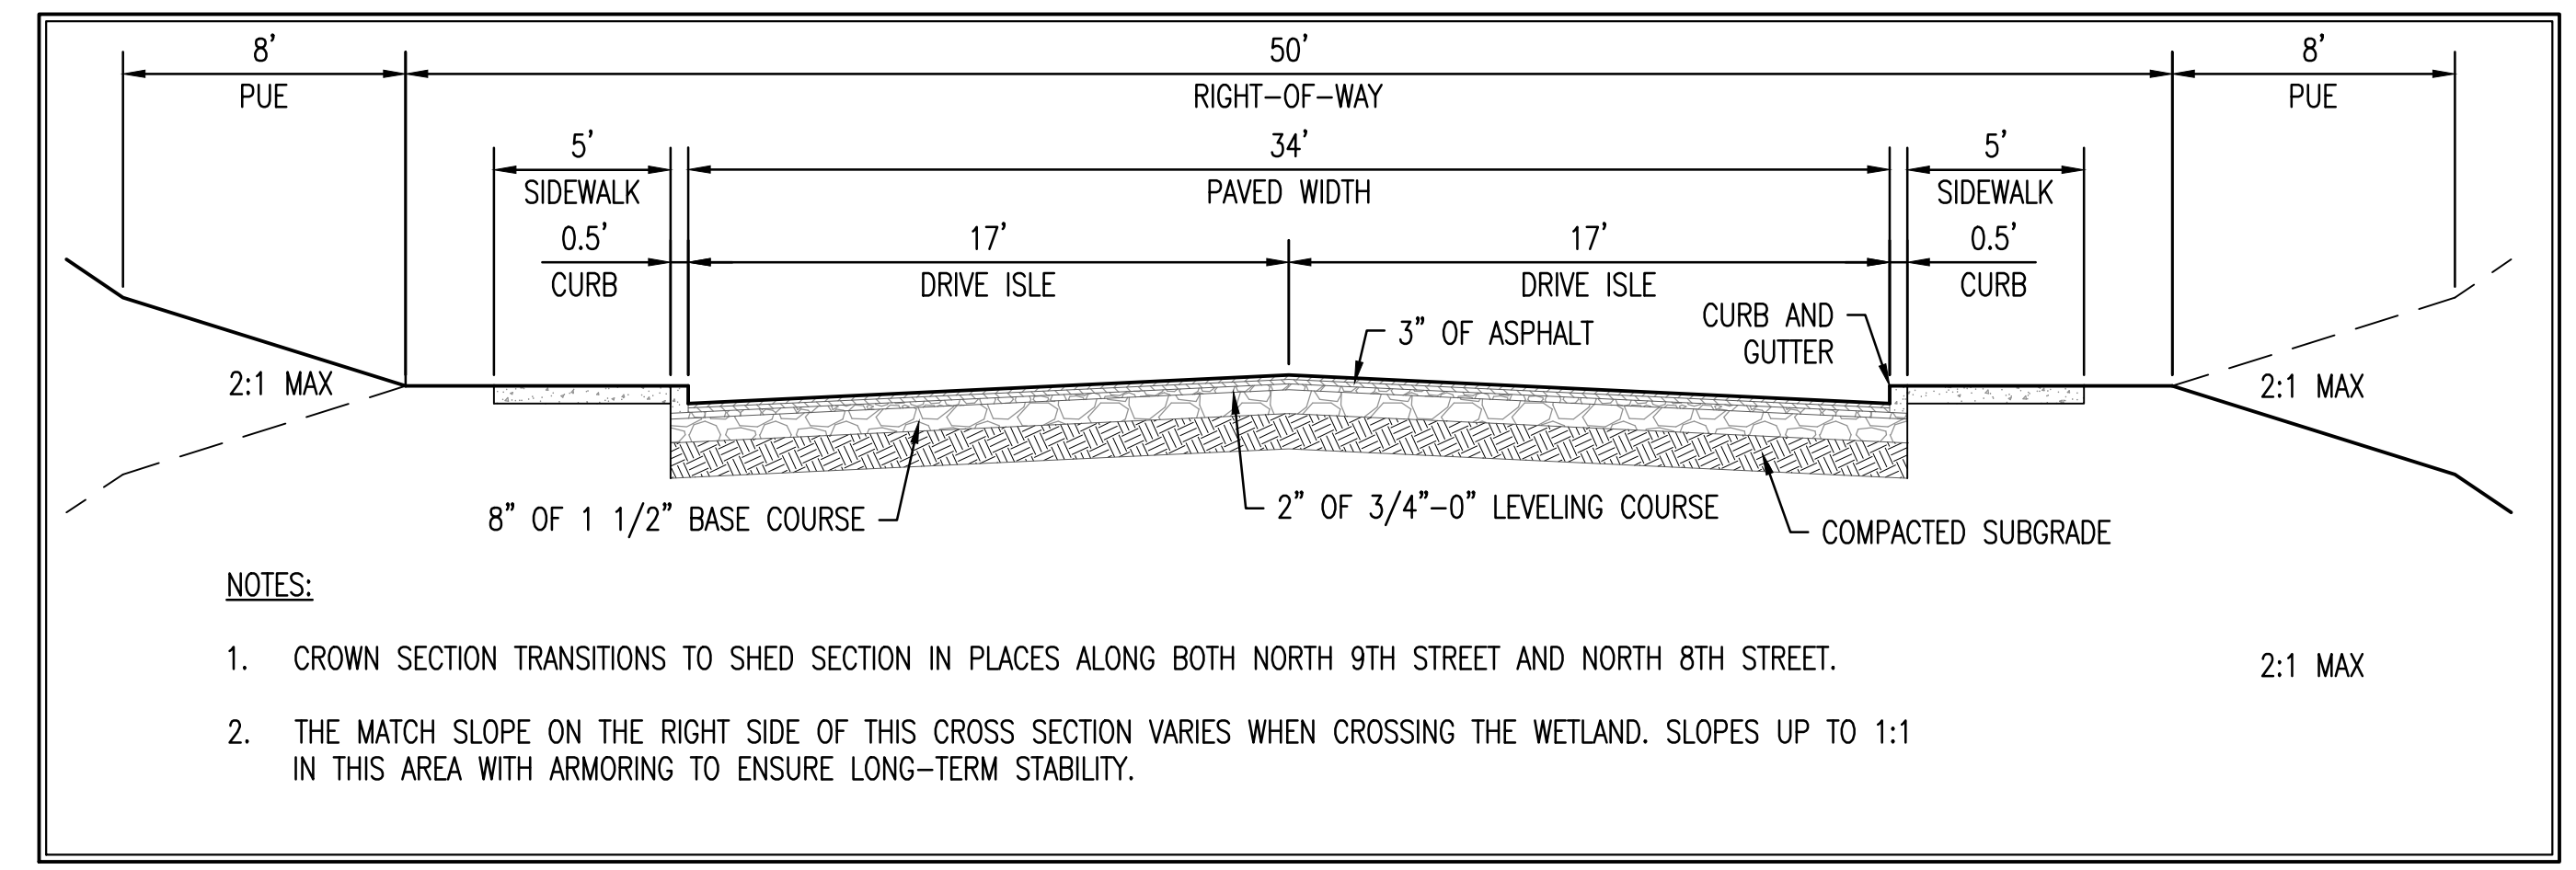 8’ 50’ 8’
PUE RIGHT-OF-WAY PUE
5’ 34’ 5’
SIDEWALK PAVED WIDTH SIDEWALK
0.5’ 17’ 17’ 0.5’
CURB DRIVE ISLE DRIVE ISLE CURB
CURB AND
GUTTER
3” OF ASPHALT
2:1 MAX 2:1 MAX
8” OF 1 1/2” BASE COURSE
2” OF 3/4”-0” LEVELING COURSE
COMPACTED SUBGRADE
NOTES:
1. CROWN SECTION TRANSITIONS TO SHED SECTION IN PLACES ALONG BOTH NORTH 9TH STREET AND NORTH 8TH STREET.
2:1 MAX
2. THE MATCH SLOPE ON THE RIGHT SIDE OF THIS CROSS SECTION VARIES WHEN CROSSING THE WETLAND. SLOPES UP TO 1:1
IN THIS AREA WITH ARMORING TO ENSURE LONG-TERM STABILITY.